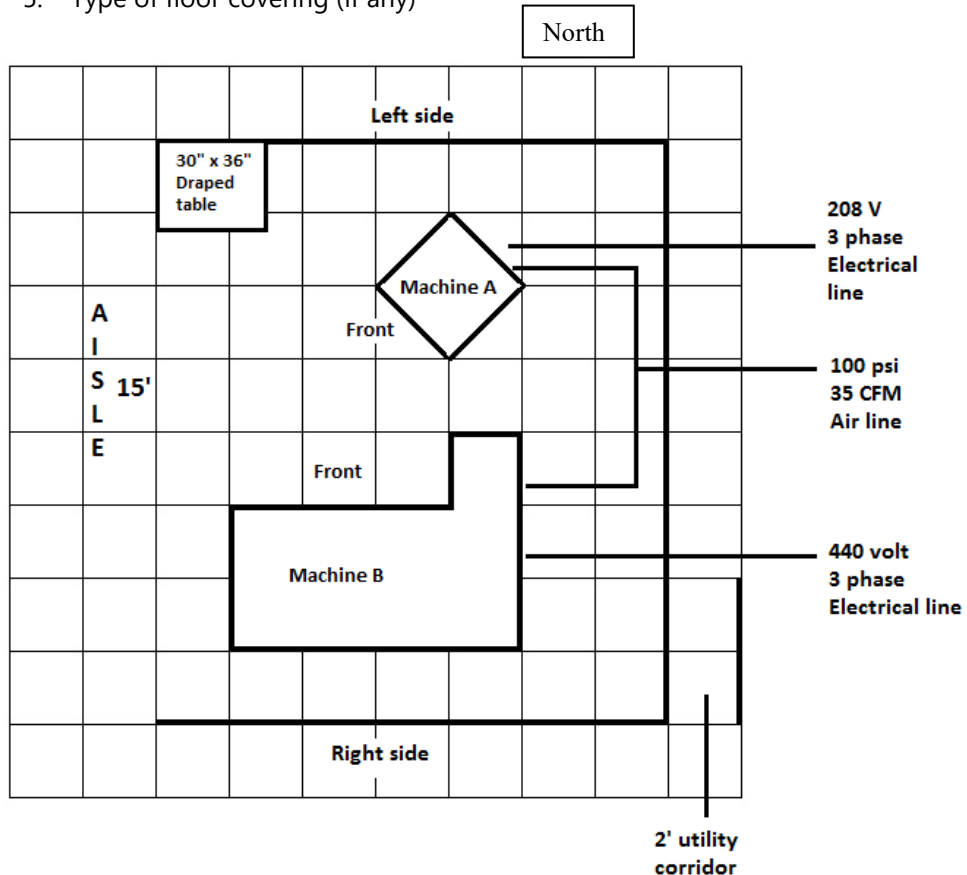 5. Type of floor covering (if any)
North
Left side
30" x 36"
Draped
table
208 V
3 phase
Electrical
line
Machine A
Front
A
I
S
L
E
15'
100 psi
35 CFM
Air line
Front
Machine B
440 volt
3 phase
Electrical line
Right side
2' utility
corridor